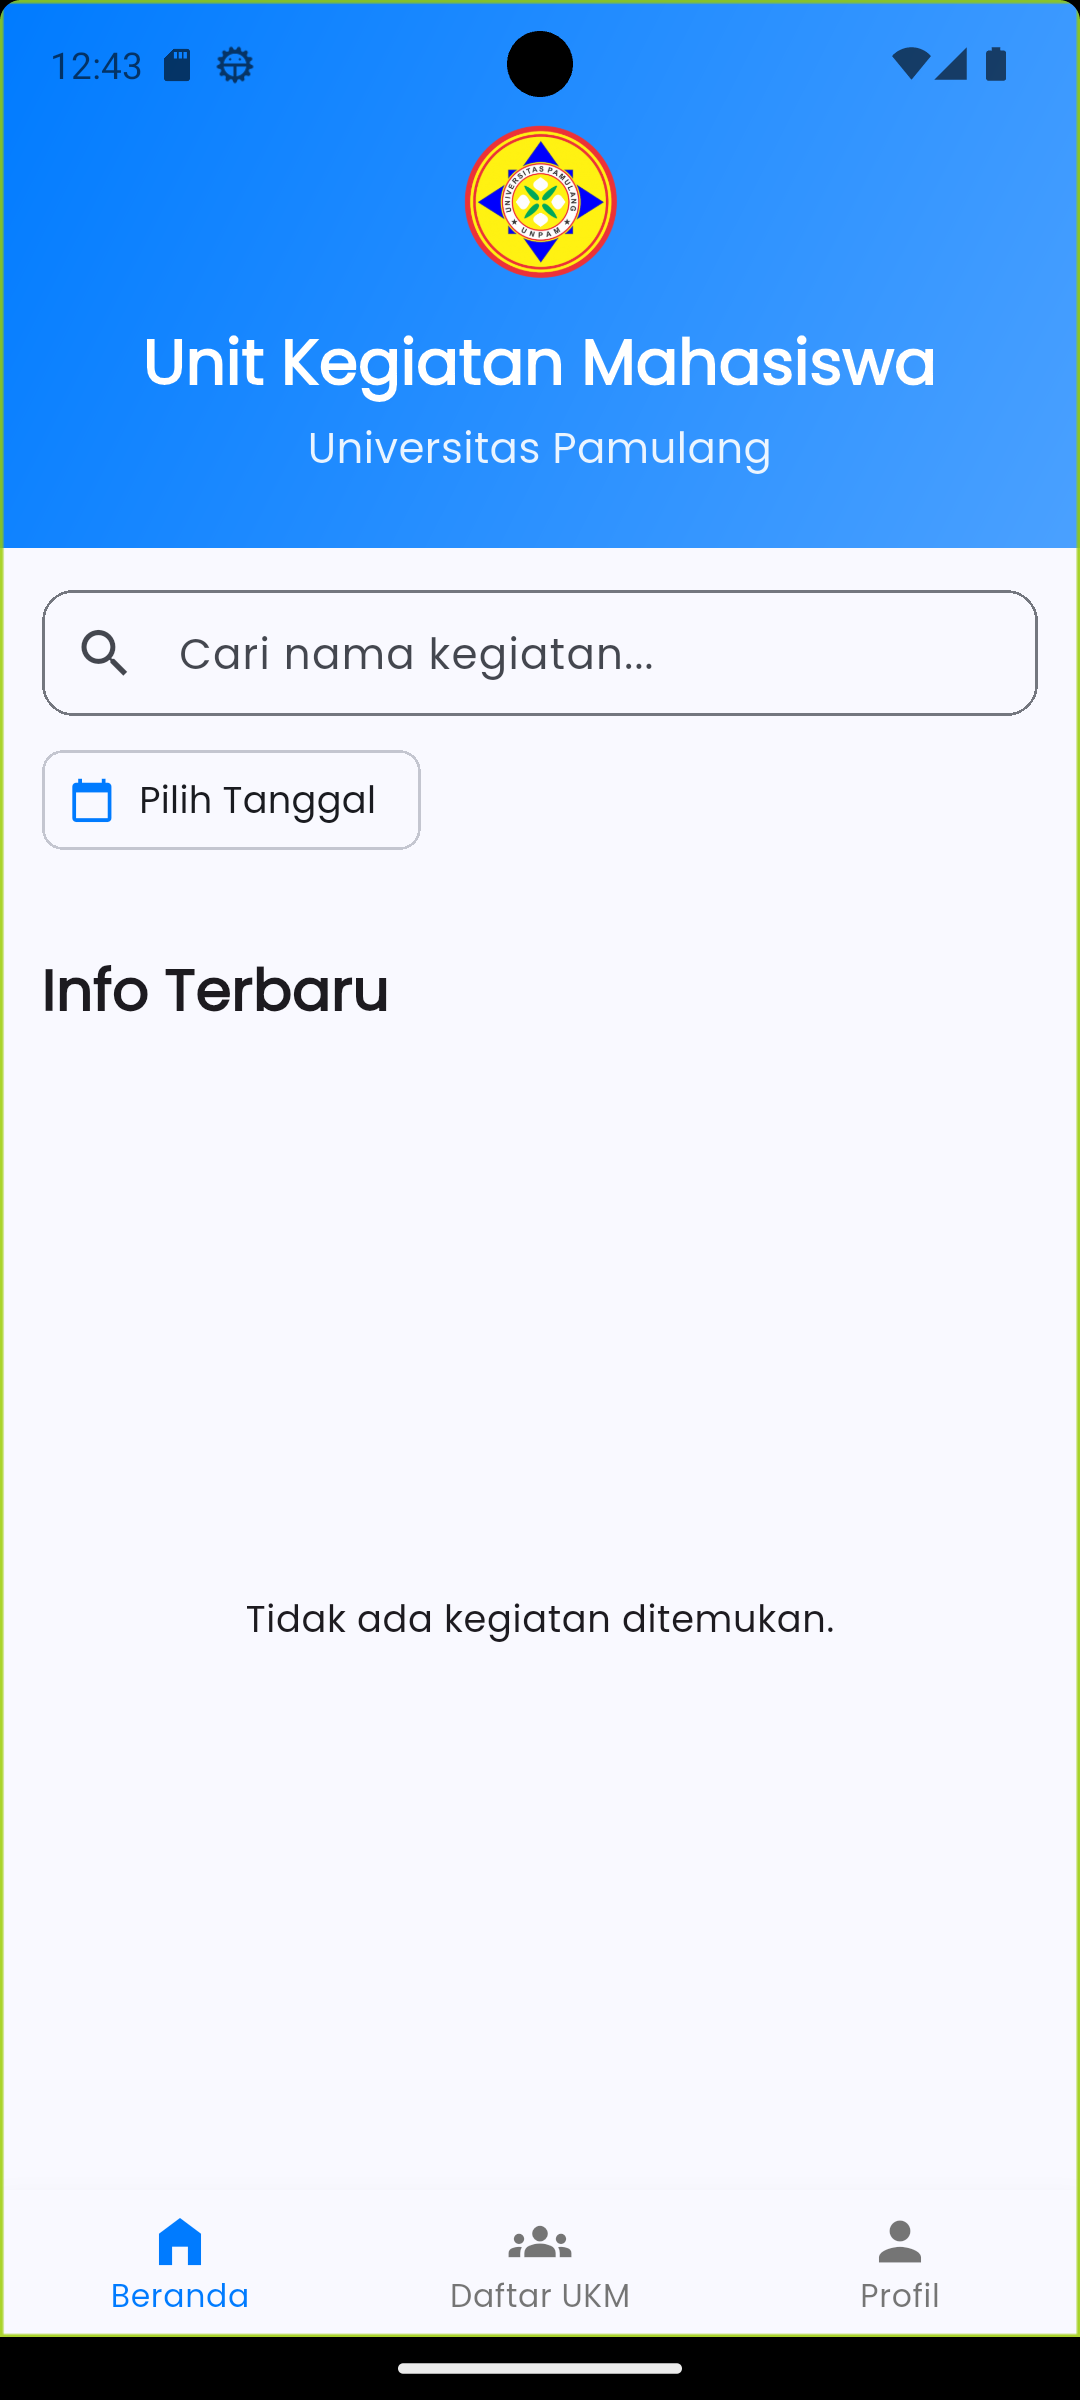 12:43
UNIVERSITAS PAMULANG
★ UNPAM ★
Unit Kegiatan Mahasiswa
Universitas Pamulang
Cari nama kegiatan...
Pilih Tanggal
Info Terbaru
Tidak ada kegiatan ditemukan.
Beranda
Daftar UKM
Profil